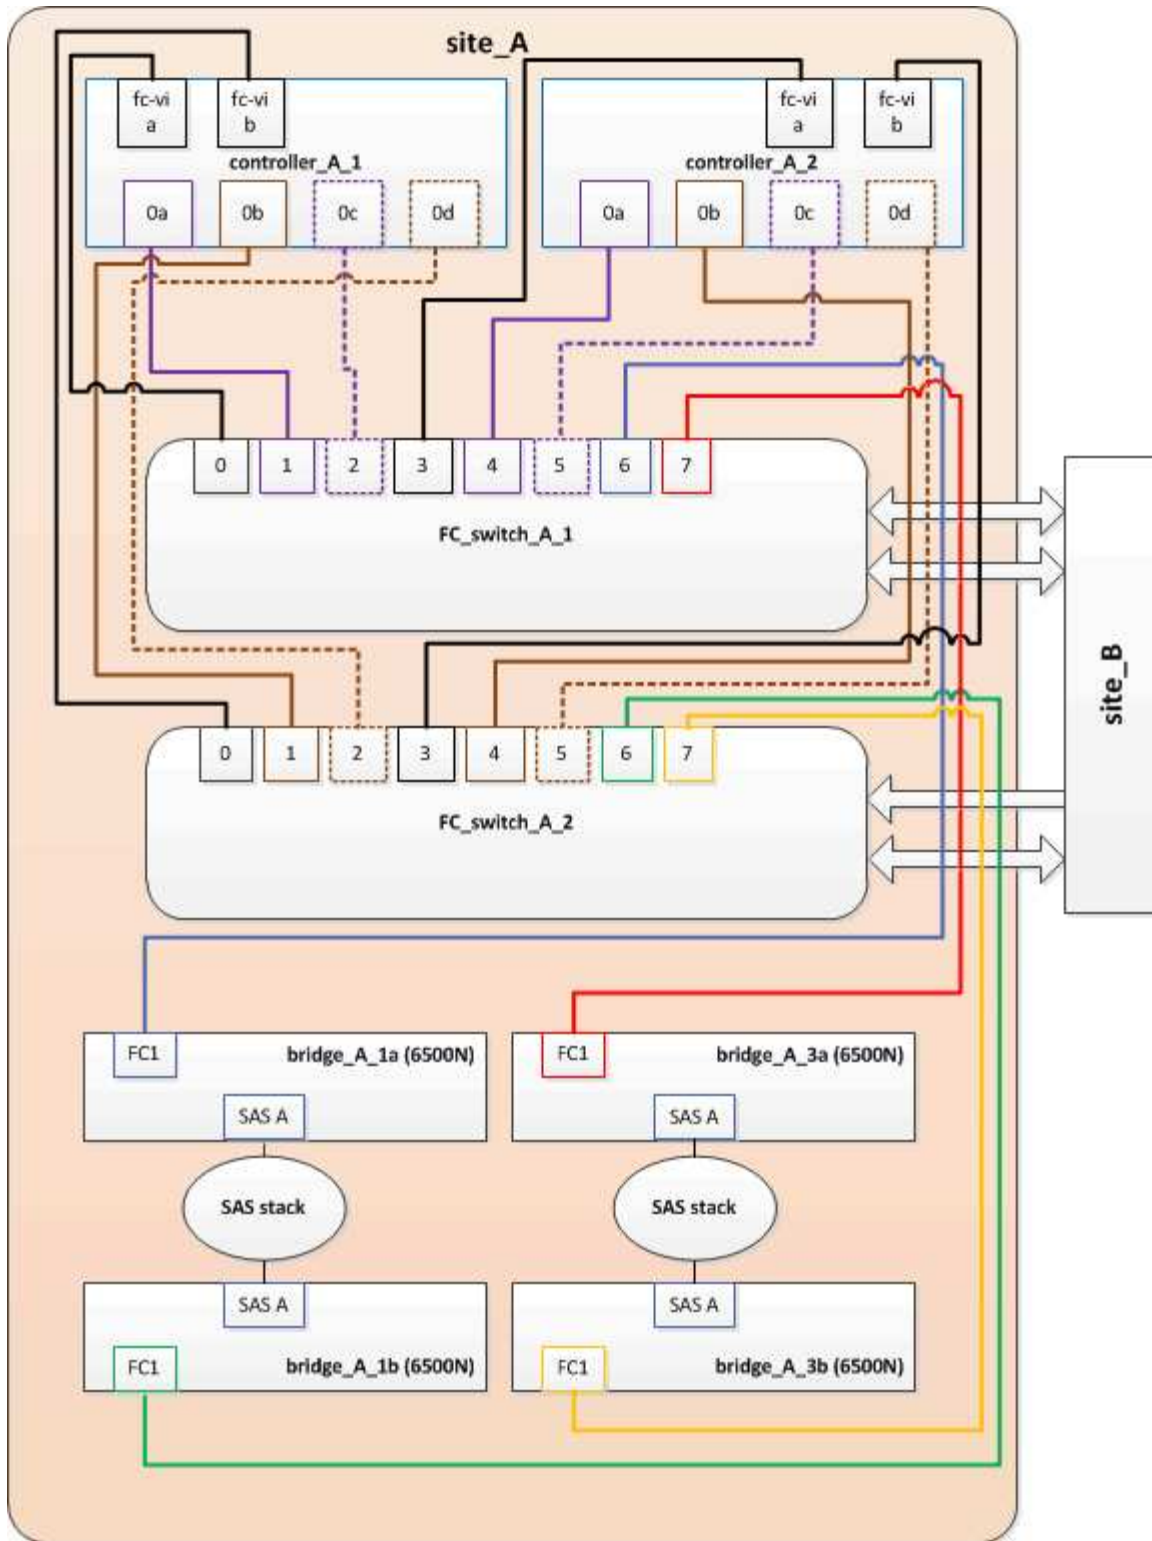 site_A
fc-vi
a
fc-vi
b
fc-vi
a
fc-vi
b
controller_A_1
controller_A_2
0a
0b
0c
0d
0a
0b
0c
0d
0
1
2
3
4
5
6
7
FC_switch_A_1
site_B
0
1
2
3
4
5
6
7
FC_switch_A_2
FC1
bridge_A_1a (6500N)
FC1
bridge_A_3a (6500N)
SAS A
SAS A
SAS stack
SAS stack
SAS A
SAS A
FC1
bridge_A_1b (6500N)
FC1
bridge_A_3b (6500N)